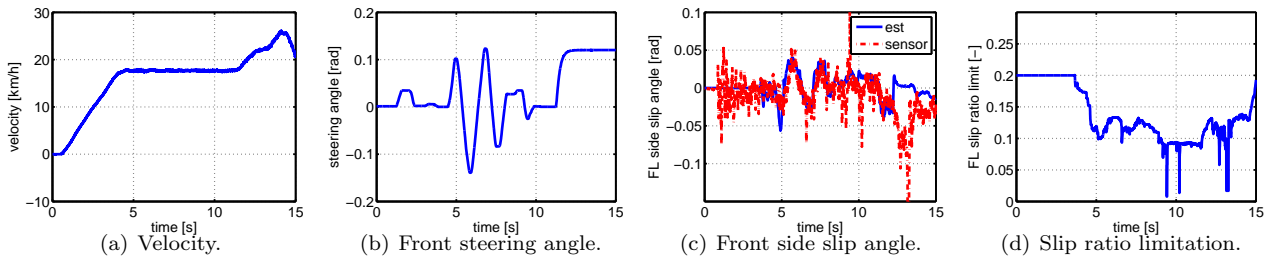 30
20
10
0
−10
velocity [km/h]
0 5 10 15
time [s]
(a) Velocity.
0.2
0.1
0
−0.1
−0.2
steering angle [rad]
0 5 10 15
time [s]
(b) Front steering angle.
0.1
0.05
0
−0.05
−0.1
FL side slip angle [rad]
est
sensor
0 5 10 15
time [s]
(c) Front side slip angle.
0.25
0.2
0.15
0.1
0.05
0
FL slip ratio limit [−]
0 5 10 15
time [s]
(d) Slip ratio limitation.